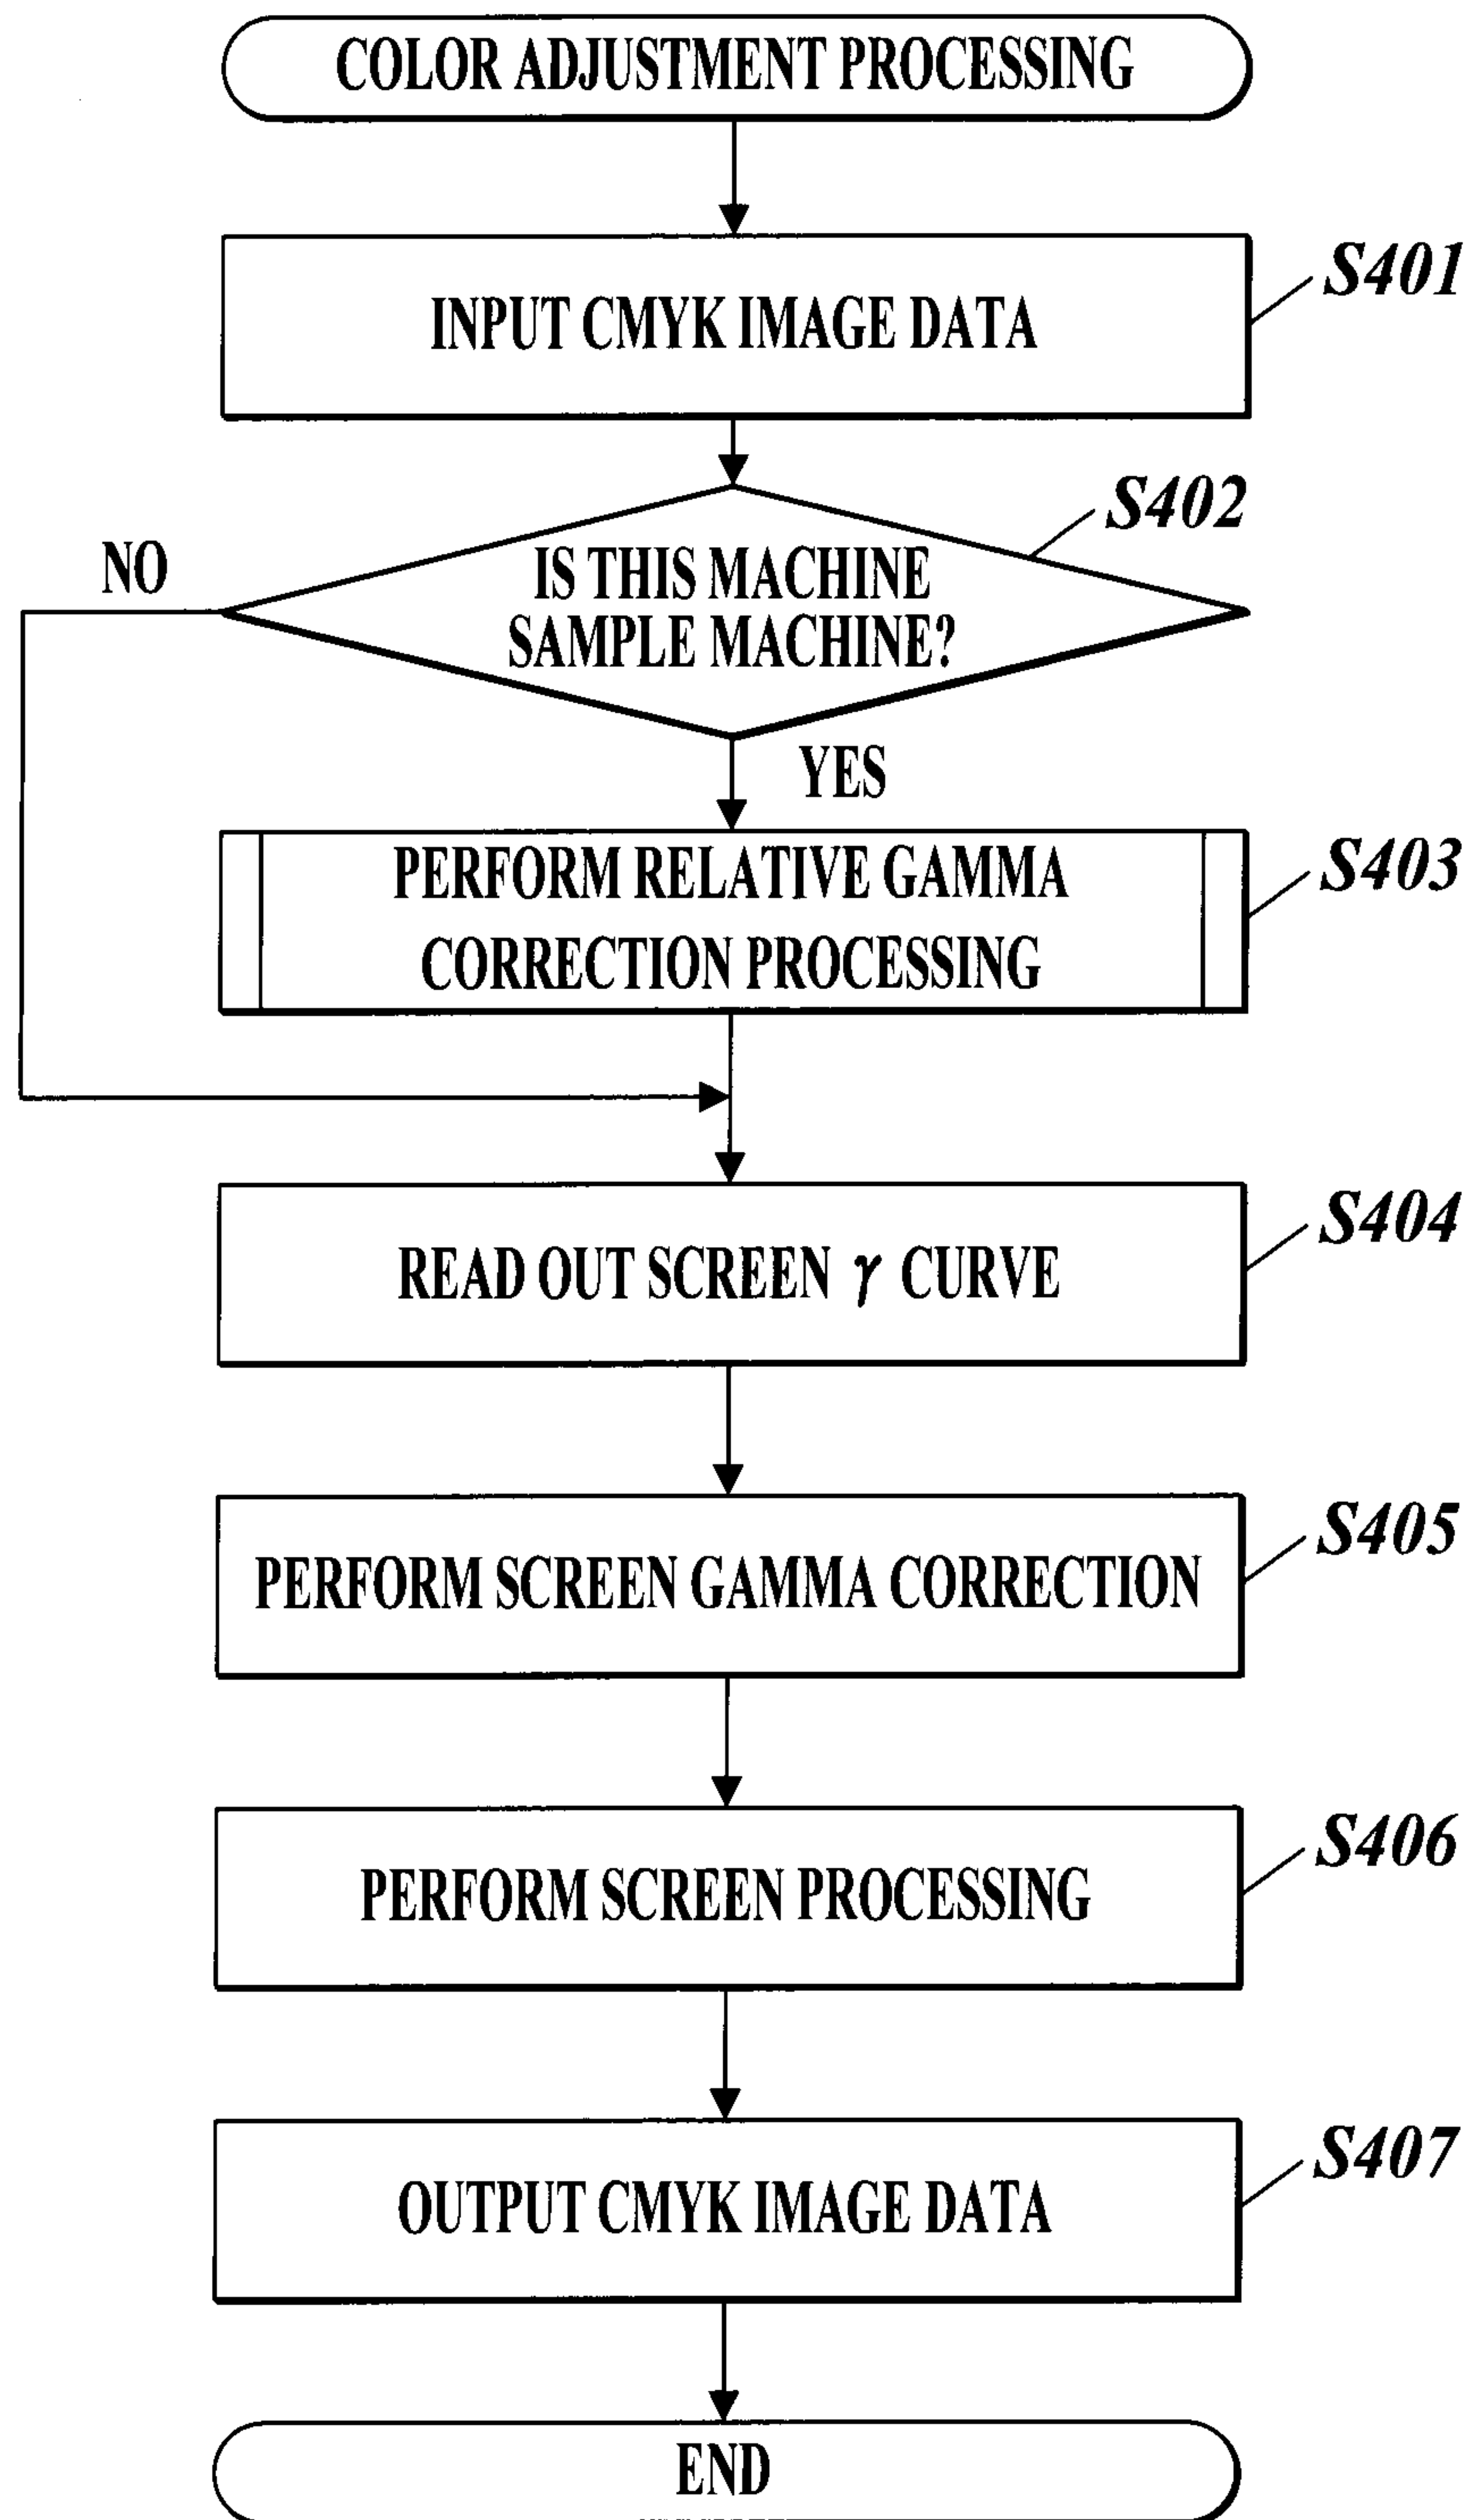 COLOR ADJUSTMENT PROCESSING
S401
INPUT CMYK IMAGE DATA
S402
NO
IS THIS MACHINE
SAMPLE MACHINE?
YES
S403
PERFORM RELATIVE GAMMA
CORRECTION PROCESSING
S404
READ OUT SCREEN γ CURVE
S405
PERFORM SCREEN GAMMA CORRECTION
S406
PERFORM SCREEN PROCESSING
S407
OUTPUT CMYK IMAGE DATA
END